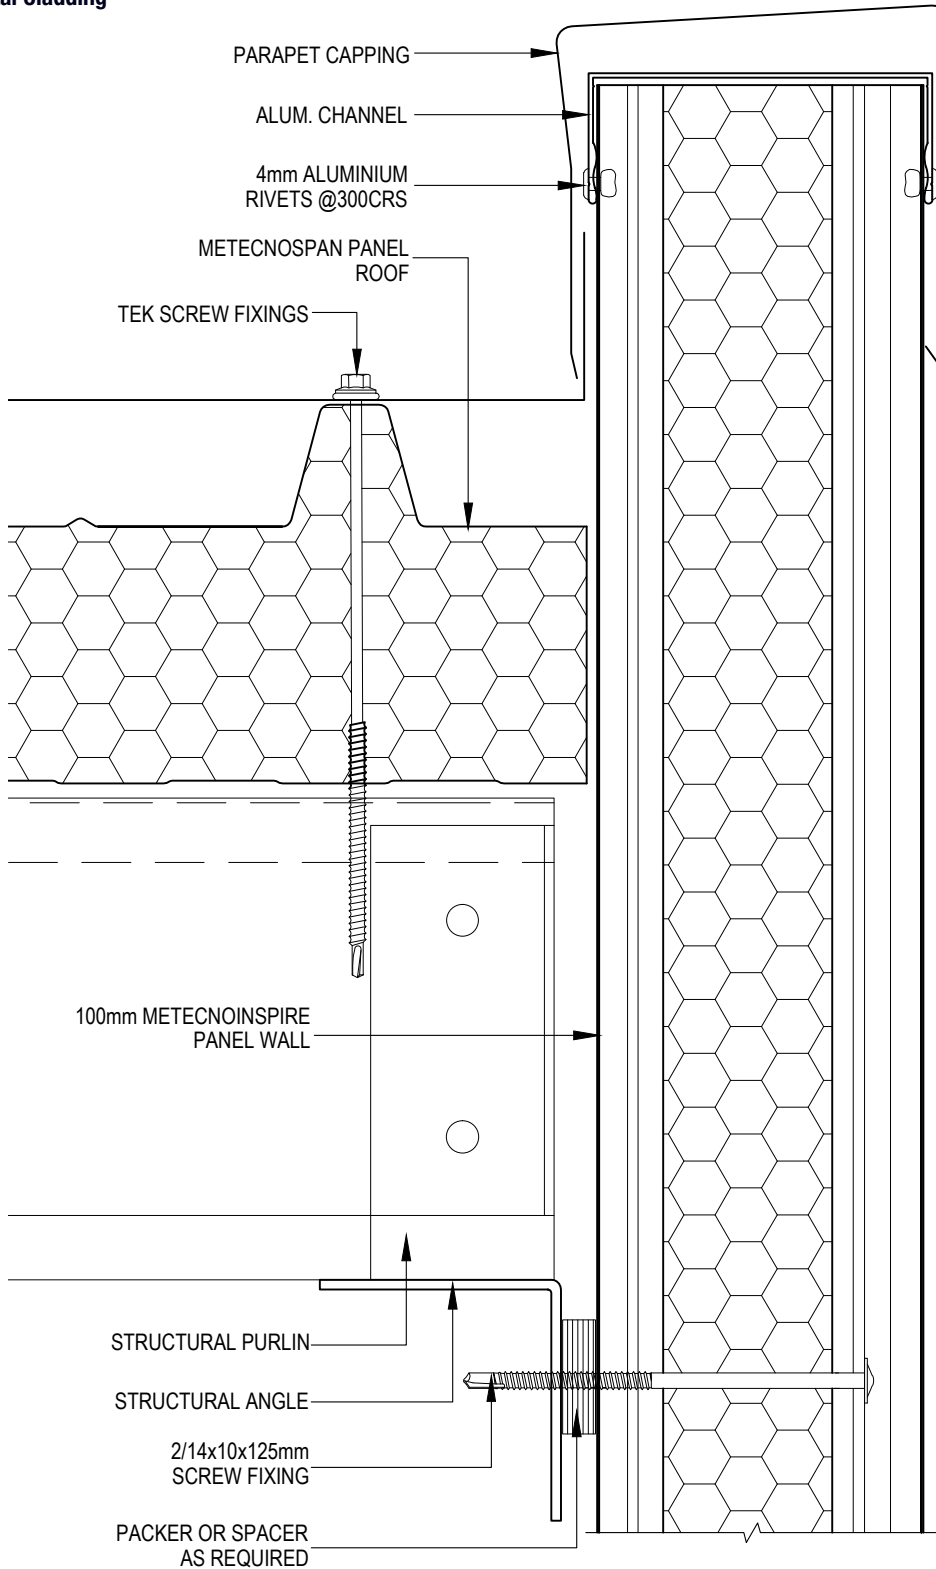 Cladding
PARAPET CAPPING
ALUM. CHANNEL
4mm ALUMINIUM
RIVETS @300CRS
METECNOSPAN PANEL
ROOF
TEK SCREW FIXINGS
100mm METECNOINSPIRE
PANEL WALL
STRUCTURAL PURLIN
STRUCTURAL ANGLE
2/14x10x125mm
SCREW FIXING
PACKER OR SPACER
AS REQUIRED